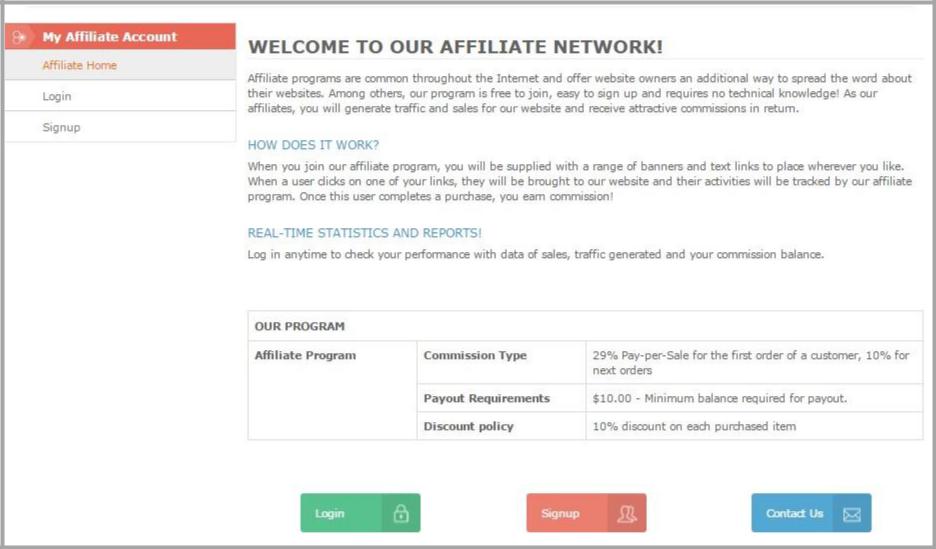 My Affiliate Account
Affiliate Home
Login
Signup
WELCOME TO OUR AFFILIATE NETWORK!
Affiliate programs are common throughout the Internet and offer website owners an additional way to spread the word about
their websites. Among others, our program is free to join, easy to sign up and requires no technical knowledge! As our
affiliates, you will generate traffic and sales for our website and receive attractive commissions in return.
HOW DOES IT WORK?
When you join our affiliate program, you will be supplied with a range of banners and text links to place wherever you like.
When a user clicks on one of your links, they will be brought to our website and their activities will be tracked by our affiliate
program. Once this user completes a purchase, you earn commission!
REAL-TIME STATISTICS AND REPORTS!
Log in anytime to check your performance with data of sales, traffic generated and your commission balance.
OUR PROGRAM
Affiliate Program
Commission Type
29% Pay-per-Sale for the first order of a customer, 10% for
next orders
Payout Requirements
$10.00 - Minimum balance required for payout.
Discount policy
10% discount on each purchased item
Login
Signup
Contact Us